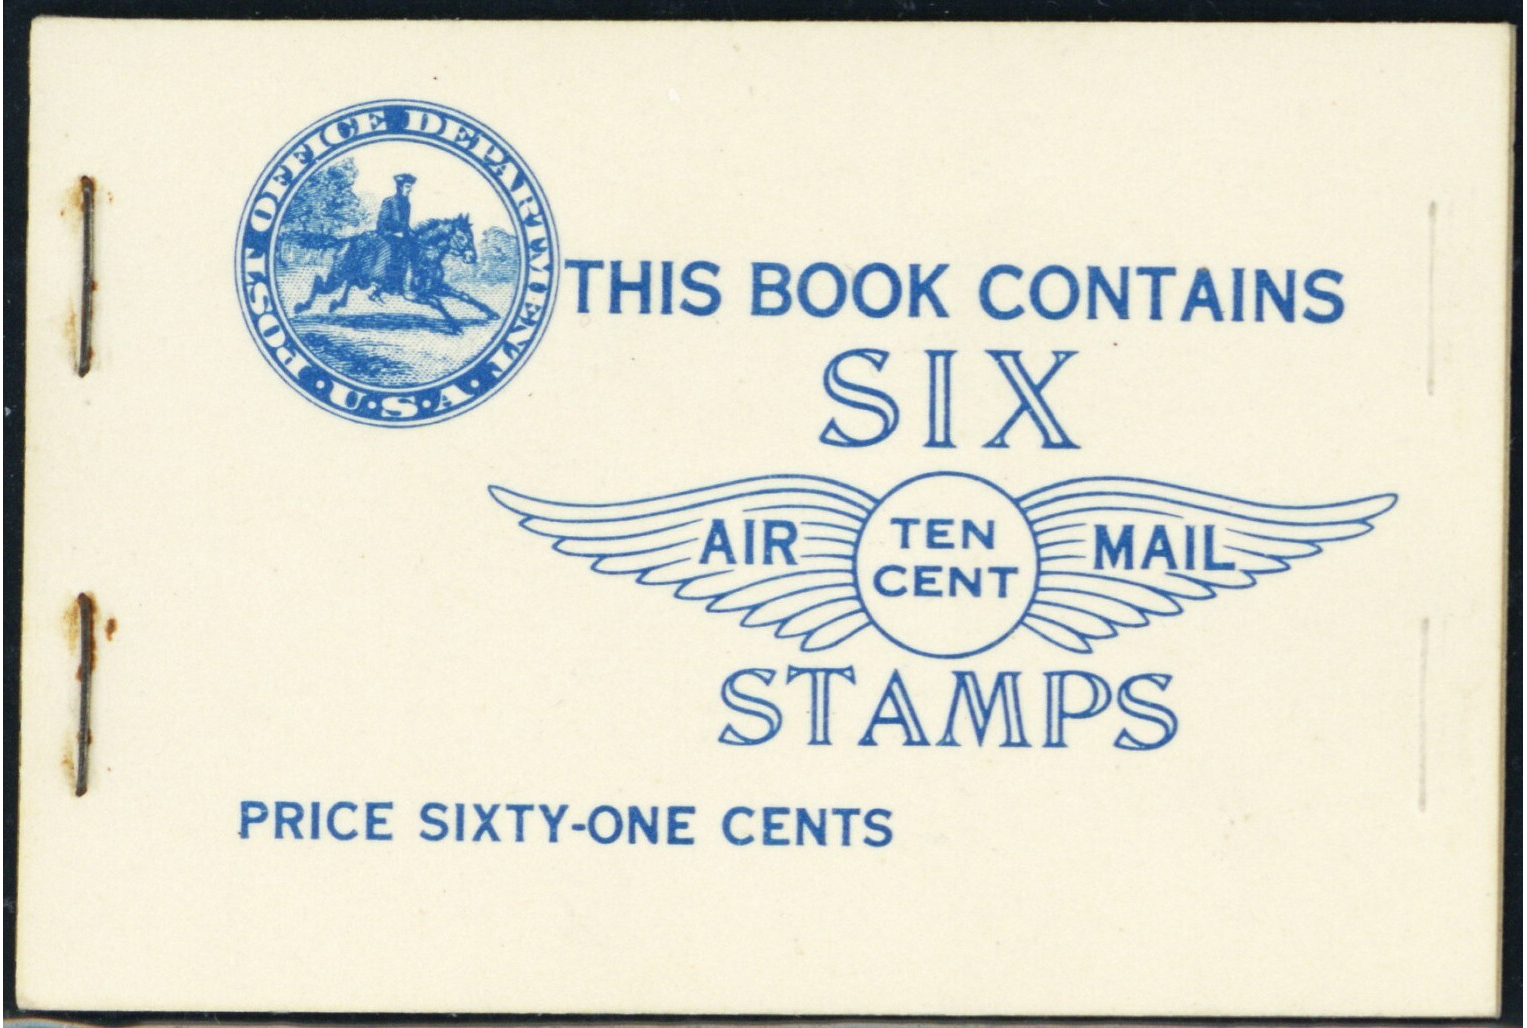 POST OFFICE DEPARTMENT
U.S.A.
THIS BOOK CONTAINS
SIX
AIR TEN CENT MAIL
STAMPS
PRICE SIXTY-ONE CENTS